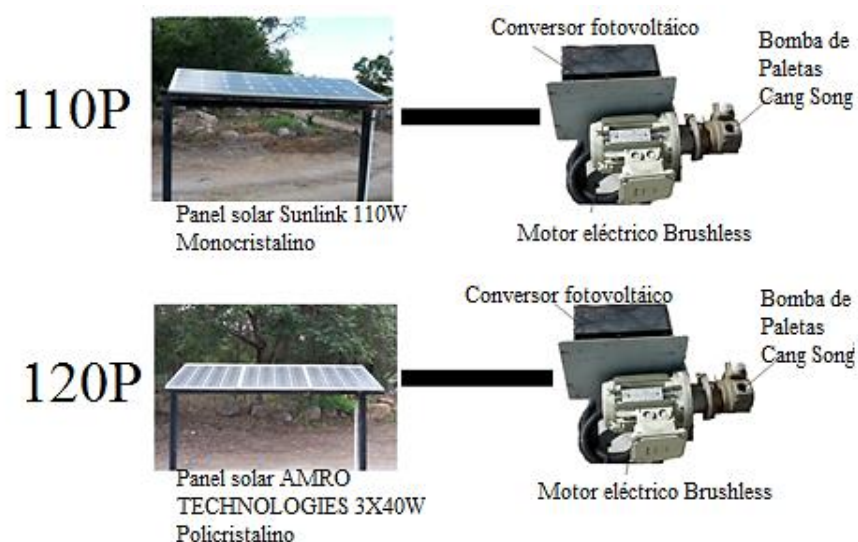 Conversor fotovoltáico
Bomba de
Paletas
Cang Song
110P
Panel solar Sunlink 110W
Monocristalino
Motor eléctrico Brushless
Conversor fotovoltáico
Bomba de
Paletas
Cang Song
120P
Panel solar AMRO
TECHNOLOGIES 3X40W
Policristalino
Motor eléctrico Brushless